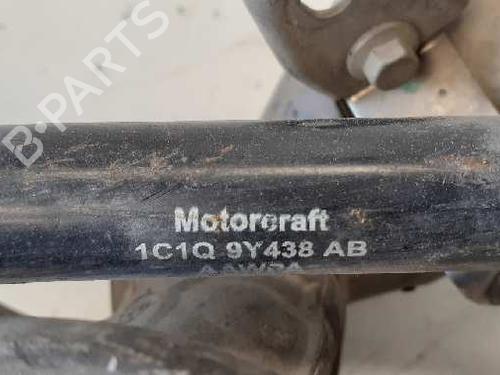 B-PARTS
Motorcraft
1C1Q 9Y438 AB